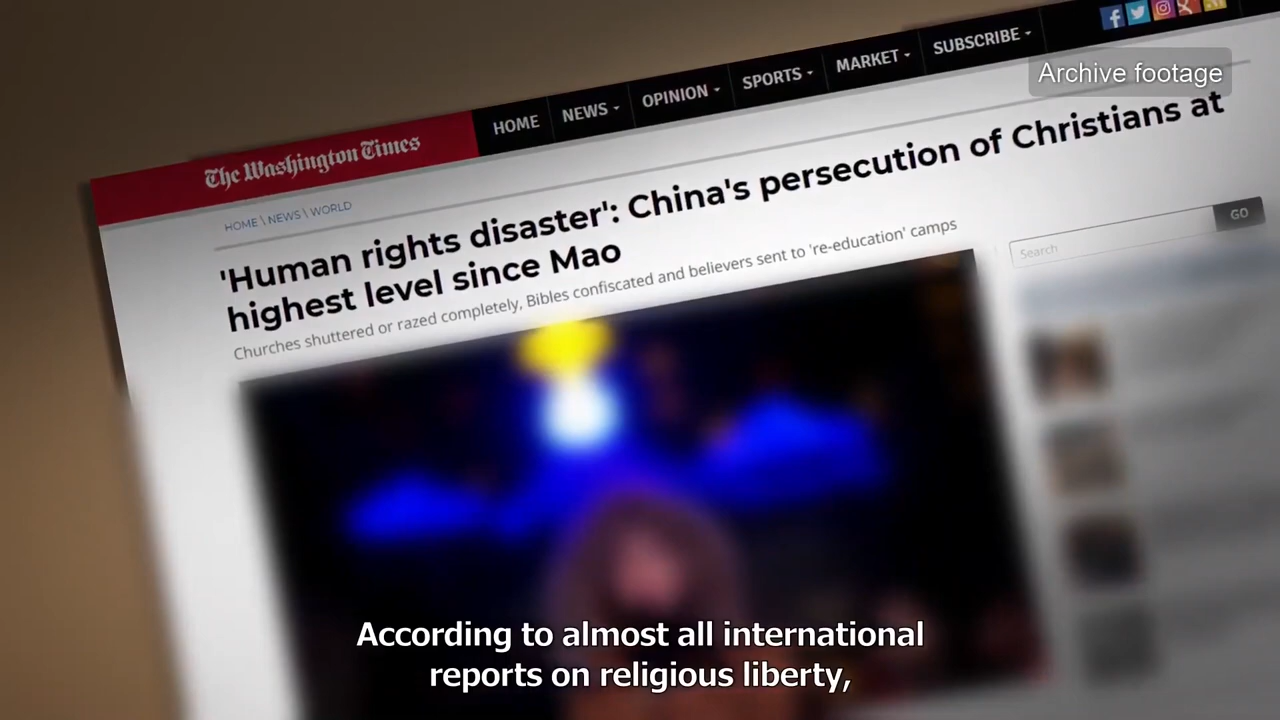 HOME NEWS OPINION SPORTS MARKET SUBSCRIBE
Archive footage
The Washington Times
HOME \ NEWS \ WORLD
'Human rights disaster': China's persecution of Christians at
highest level since Mao
Churches shuttered or razed completely, Bibles confiscated and believers sent to 're-education' camps
Search
GO
According to almost all international
reports on religious liberty,